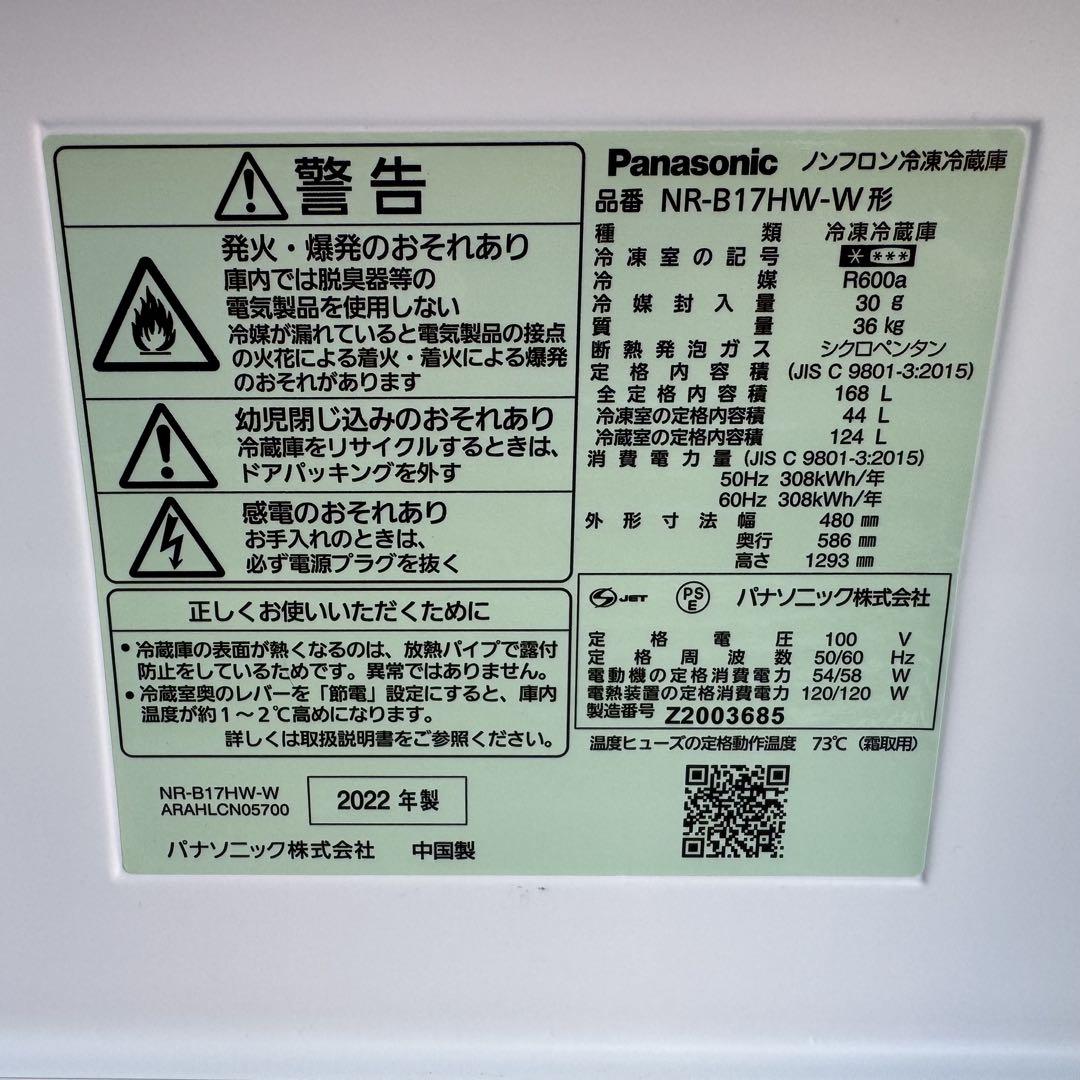 警告
発火・爆発のおそれあり
庫内では脱臭器等の
電気製品を使用しない
冷媒が漏れていると電気製品の接点
の火花による着火・着火による爆発
のおそれがあります
幼児閉じ込みのおそれあり
冷蔵庫をリサイクルするときは、
ドアパッキングを外す
感電のおそれあり
お手入れのときは、
必ず電源プラグを抜く
正しくお使いいただくために
•冷蔵庫の表面が熱くなるのは、放熱パイプで露付
防止をしているためです。異常ではありません。
•冷蔵室奥のレバーを「節電」設定にすると、庫内
温度が約1～2℃高めになります。
詳しくは取扱説明書をご参照ください。
NR-B17HW-W
ARAHLCN05700
2022 年製
パナソニック株式会社 中国製
Panasonic ノンフロン冷凍冷蔵庫
品番 NR-B17HW-W形
種類 冷凍冷蔵庫
冷凍室の記号 * ***
冷媒 R600a
冷媒封入量 30 g
質量 36 kg
断熱発泡ガス シクロペンタン
定格内容積 (JIS C 9801-3:2015)
全定格内容積 168 L
冷凍室の定格内容積 44 L
冷蔵室の定格内容積 124 L
消費電力量 (JIS C 9801-3:2015)
50Hz 308kWh/年
60Hz 308kWh/年
外形寸法幅 480 mm
奥行 586 mm
高さ 1293 mm
JET PSE パナソニック株式会社
定格電圧 100 V
定格周波数 50/60 Hz
電動機の定格消費電力 54/58 W
電熱装置の定格消費電力 120/120 W
製造番号 Z2003685
温度ヒューズの定格動作温度 73℃（霜取用）